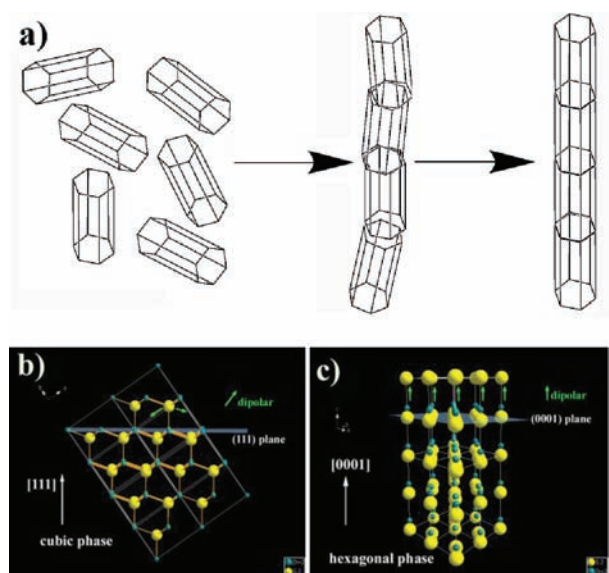 a)
b)
dipolar
(111) plane
[111]
cubic phase
c)
dipolar
(0001) plane
[0001]
hexagonal phase